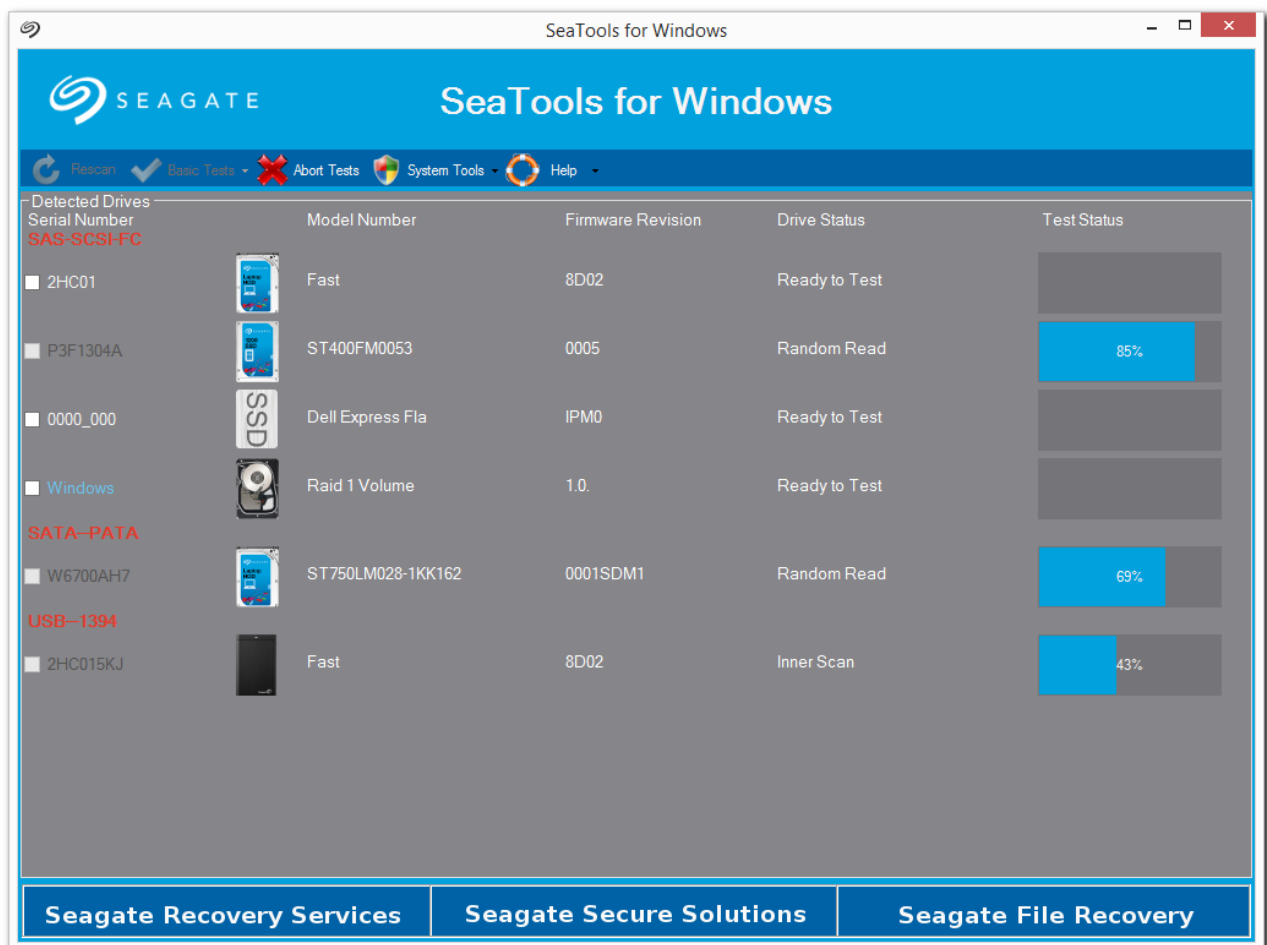 SeaTools for Windows
SEAGATE
SeaTools for Windows
Rescan Basic Tests Abort Tests System Tools Help
Detected Drives
Serial Number Model Number Firmware Revision Drive Status Test Status
SAS-SCSI-FC
2HC01 Fast 8D02 Ready to Test
P3F1304A ST400FM0053 0005 Random Read 85%
0000_000 SSD Dell Express Fla IPM0 Ready to Test
Windows Raid 1 Volume 1.0. Ready to Test
SATA--PATA
W6700AH7 ST750LM028-1KK162 0001SDM1 Random Read 69%
USB--1394
2HC015KJ Fast 8D02 Inner Scan 43%
Seagate Recovery Services Seagate Secure Solutions Seagate File Recovery